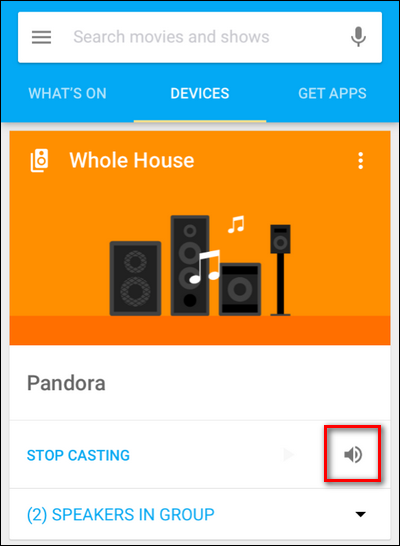 Search movies and shows
WHAT'S ON
DEVICES
GET APPS
Whole House
Pandora
STOP CASTING
(2) SPEAKERS IN GROUP